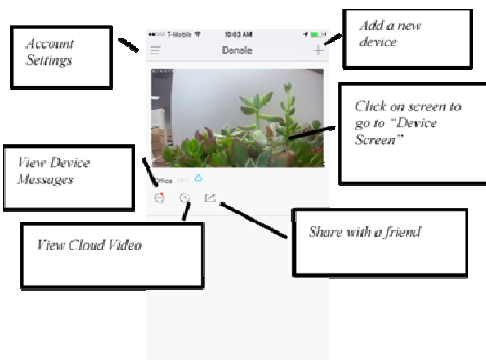 Account
Settings
Add a new
device
T-Mobile 10:03 AM
Donole
Click on screen to
go to "Device
Screen"
View Device
Messages
Office
View Cloud Video
Share with a friend